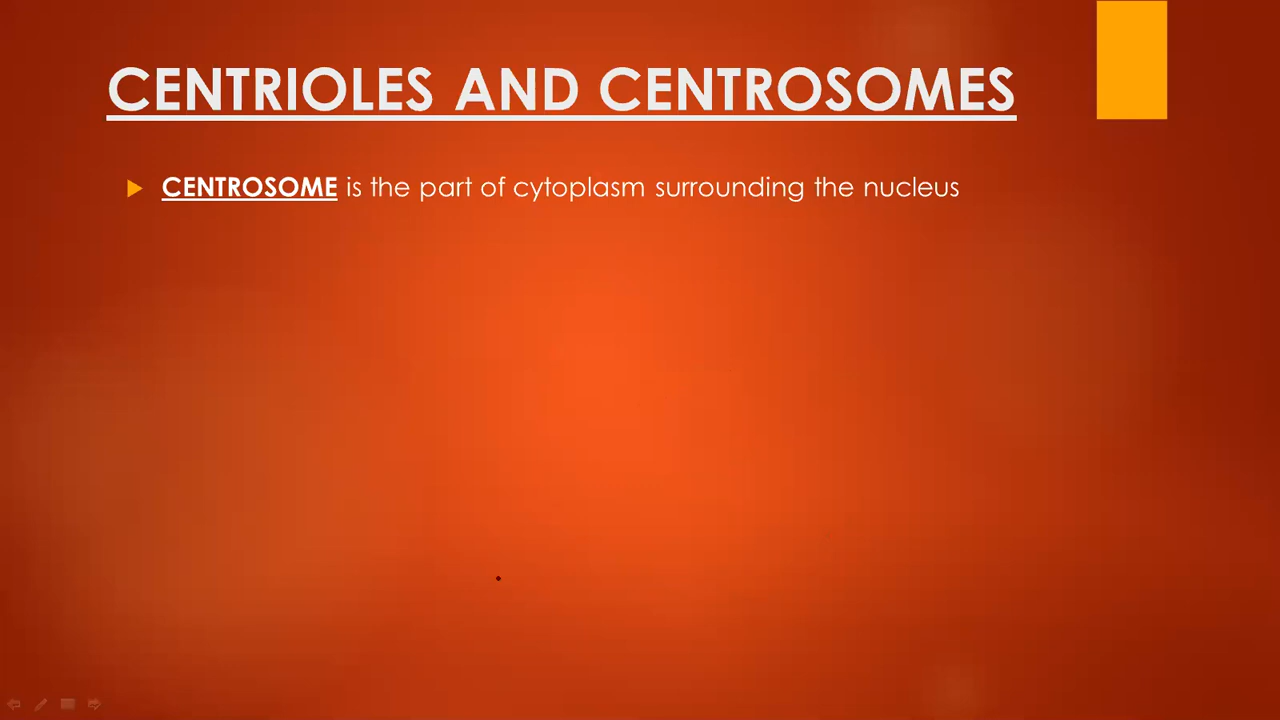 CENTRIOLES AND CENTROSOMES
CENTROSOME is the part of cytoplasm surrounding the nucleus